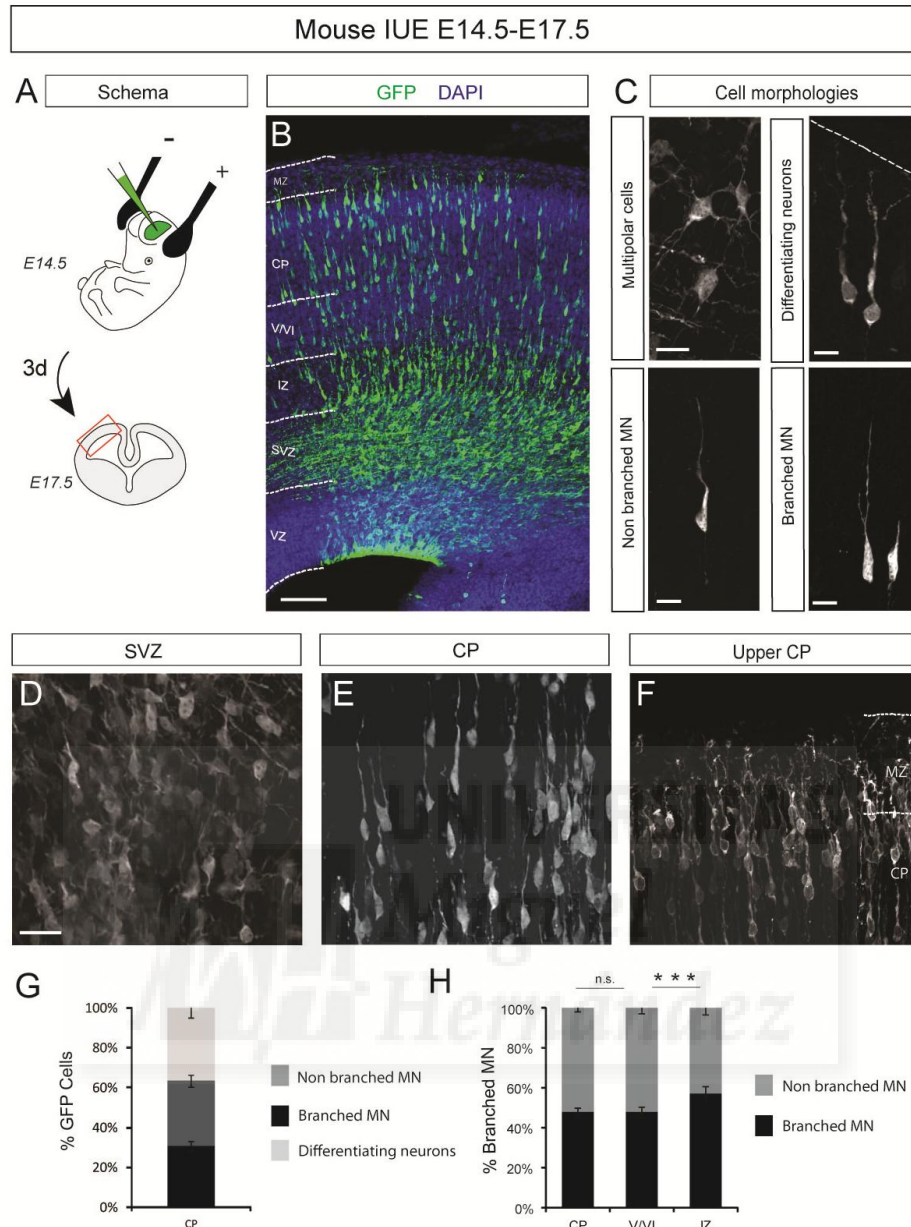 Mouse IUE E14.5-E17.5
A
Schema
-
+
E14.5
3d
E17.5
GFP DAPI
B
MZ
CP
V/VI
IZ
SVZ
VZ
C
Cell morphologies
Multipolar cells
Differentiating neurons
Non branched MN
Branched MN
SVZ
CP
Upper CP
D
E
F
MZ
CP
UNIVERSITAS
Miguel
Hernández
G
100%
80%
60%
40%
20%
0%
% GFP Cells
CP
Non branched MN
Branched MN
Differentiating neurons
H
n.s.
* * *
100%
80%
60%
40%
20%
0%
% Branched MN
CP
V/VI
IZ
Non branched MN
Branched MN